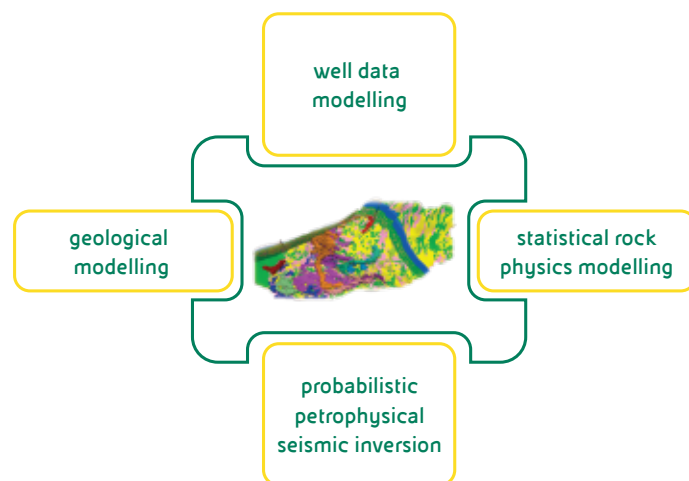 well data
modelling
geological
modelling
statistical rock
physics modelling
probabilistic
petrophysical
seismic inversion